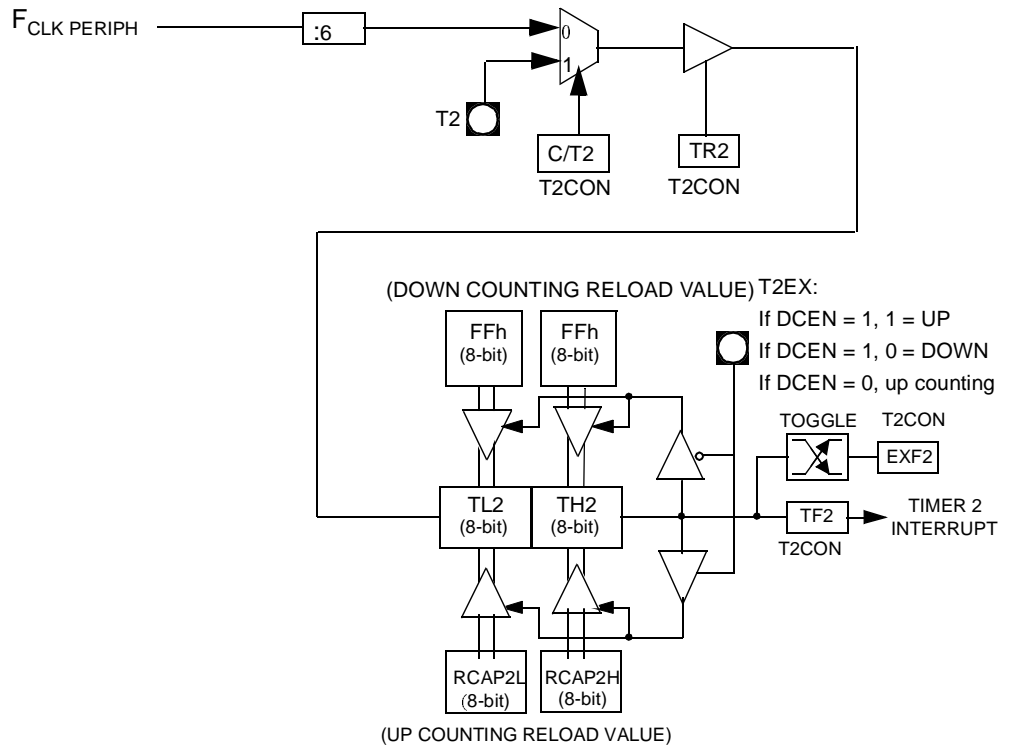 FCLK PERIPH
:6
0
1
T2
C/T2
TR2
T2CON
T2CON
(DOWN COUNTING RELOAD VALUE)
T2EX:
If DCEN = 1, 1 = UP
If DCEN = 1, 0 = DOWN
If DCEN = 0, up counting
FFh
(8-bit)
FFh
(8-bit)
TOGGLE
T2CON
EXF2
TL2
(8-bit)
TH2
(8-bit)
TF2
T2CON
TIMER 2
INTERRUPT
RCAP2L
(8-bit)
RCAP2H
(8-bit)
(UP COUNTING RELOAD VALUE)